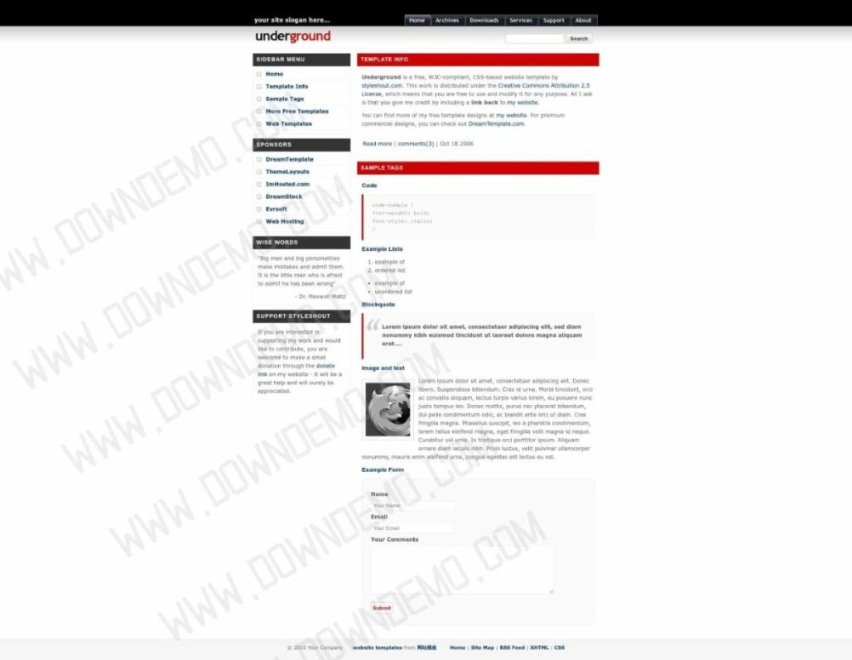 your site slogan here...
Home Archives Downloads Services Support About
underground
Search
SIDEBAR MENU
Home
Template Info
Sample Tags
More Free Templates
Web Templates
SPONSORS
DreamTemplate
ThemeLayouts
ImHosted.com
DreamStock
Evrsoft
Web Hosting
WISE WORDS
"Big men and big personalities
make mistakes and admit them.
It is the little man who is afraid
to admit he has been wrong"
- Dr. Maxwell Maltz
SUPPORT STYLESHOUT
If you are interested in
supporting my work and would
like to contribute, you are
welcome to make a small
donation through the donate
link on my website - it will be a
great help and will surely be
appreciated.
TEMPLATE INFO
Underground is a free, W3C-compliant, CSS-based website template by
styleshout.com. This work is distributed under the Creative Commons Attribution 2.5
License, which means that you are free to use and modify it for any purpose. All I ask
is that you give me credit by including a link back to my website.
You can find more of my free template designs at my website. For premium
commercial designs, you can check out DreamTemplate.com.
Read more | comments(3) | Oct 18 2006
SAMPLE TAGS
Code
code-sample {
font-weight: bold;
font-style: italic;
}
Example Lists
1. example of
2. ordered list
• example of
• unordered list
Blockquote
Lorem ipsum dolor sit amet, consectetuer adipiscing elit, sed diam
nonummy nibh euismod tincidunt ut laoreet dolore magna aliquam
erat....
Image and text
Lorem ipsum dolor sit amet, consectetuer adipiscing elit. Donec
libero. Suspendisse bibendum. Cras id urna. Morbi tincidunt, orci
ac convallis aliquam, lectus turpis varius lorem, eu posuere nunc
justo tempus leo. Donec mattis, purus nec placerat bibendum,
dui pede condimentum odio, ac blandit ante orci ut diam. Cras
fringilla magna. Phasellus suscipit, leo a pharetra condimentum,
lorem tellus eleifend magna, eget fringilla velit magna id neque.
Curabitur vel urna. In tristique orci porttitor ipsum. Aliquam
ornare diam iaculis nibh. Proin luctus, velit pulvinar ullamcorper
nonummy, mauris enim eleifend urna, congue egestas elit lectus eu est.
Example Form
Name
Your Name
Email
Your Email
Your Comments
Submit
© 2010 Your Company website templates from 网站模板 Home | Site Map | RSS Feed | XHTML | CSS
WWW.DOWNDEMO.COM
WWW.DOWNDEMO.COM
WWW.DOWNDEMO.COM
WWW.DOWNDEMO.COM
WWW.DOWNDEMO.COM